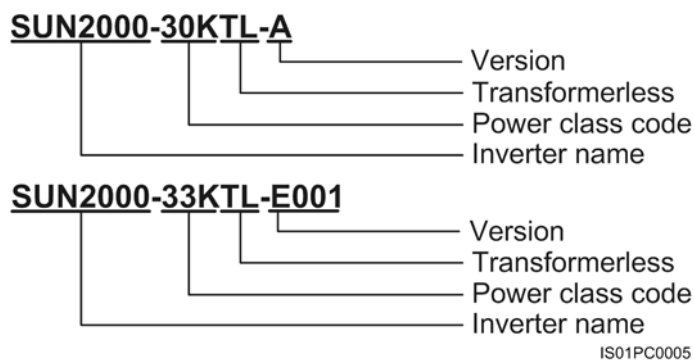 SUN2000-30KTL-A
Version
Transformerless
Power class code
Inverter name
SUN2000-33KTL-E001
Version
Transformerless
Power class code
Inverter name
IS01PC0005